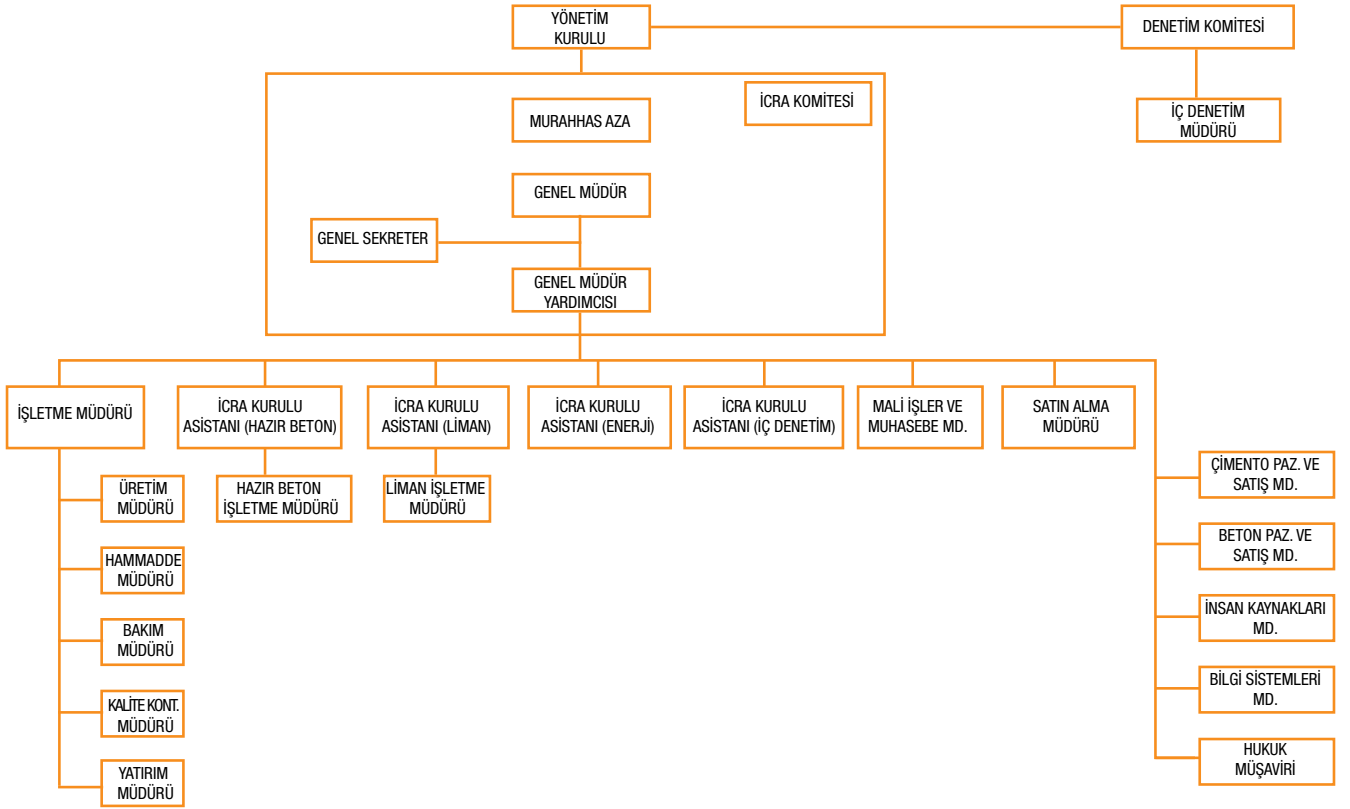 YÖNETİM
KURULU
DENETİM KOMİTESİ
İCRA KOMİTESİ
MURAHHAS AZA
İÇ DENETİM
MÜDÜRÜ
GENEL MÜDÜR
GENEL SEKRETER
GENEL MÜDÜR
YARDIMCISI
İŞLETME MÜDÜRÜ
İCRA KURULU
ASİSTANI (HAZIR BETON)
İCRA KURULU
ASİSTANI (LİMAN)
İCRA KURULU
ASİSTANI (ENERJİ)
İCRA KURULU
ASİSTANI (İÇ DENETİM)
MALİ İŞLER VE
MUHASEBE MD.
SATIN ALMA
MÜDÜRÜ
ÜRETİM
MÜDÜRÜ
HAZIR BETON
İŞLETME MÜDÜRÜ
LİMAN İŞLETME
MÜDÜRÜ
HAMMADDE
MÜDÜRÜ
BAKIM
MÜDÜRÜ
KALİTE KONT.
MÜDÜRÜ
YATIRIM
MÜDÜRÜ
ÇİMENTO PAZ. VE
SATIŞ MD.
BETON PAZ. VE
SATIŞ MD.
İNSAN KAYNAKLARI
MD.
BİLGİ SİSTEMLERİ
MD.
HUKUK
MÜŞAVİRİ